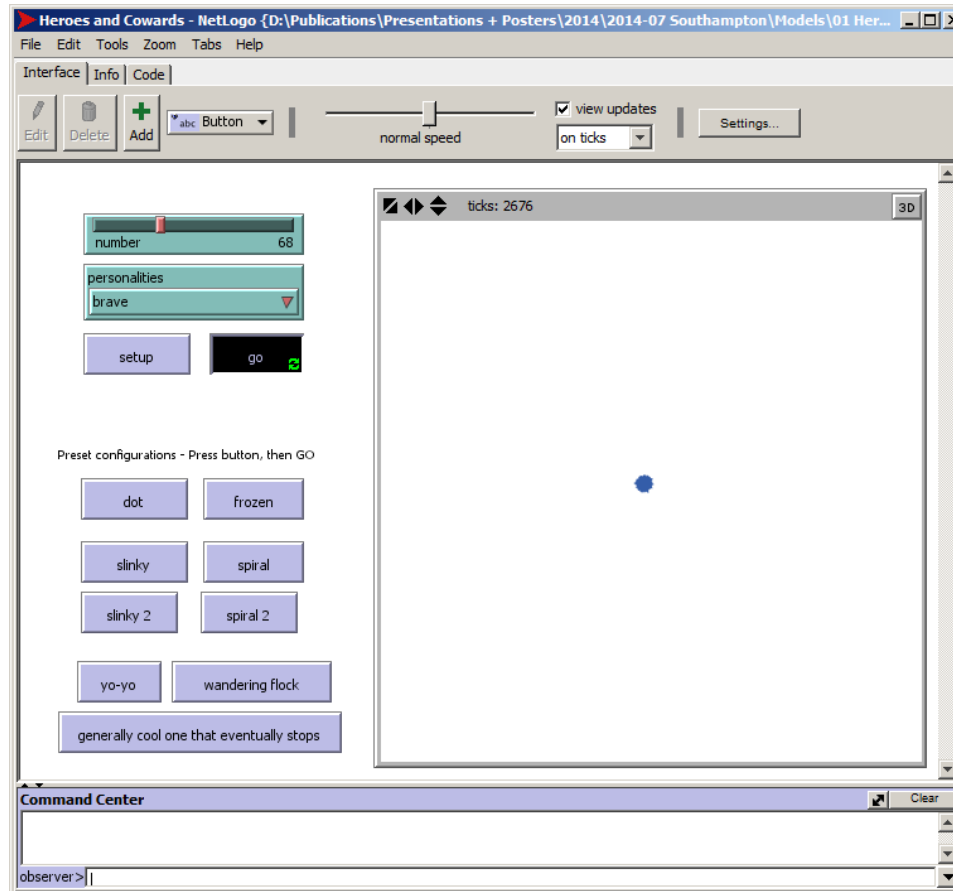 Heroes and Cowards - NetLogo {D:\Publications\Presentations + Posters\2014\2014-07 Southampton\Models\01 Her...
File Edit Tools Zoom Tabs Help
Interface Info Code
Edit Delete Add abc Button normal speed view updates on ticks Settings...
ticks: 2676 3D
number 68
personalities
brave
setup go
Preset configurations - Press button, then GO
dot frozen
slinky spiral
slinky 2 spiral 2
yo-yo wandering flock
generally cool one that eventually stops
Command Center Clear
observer>